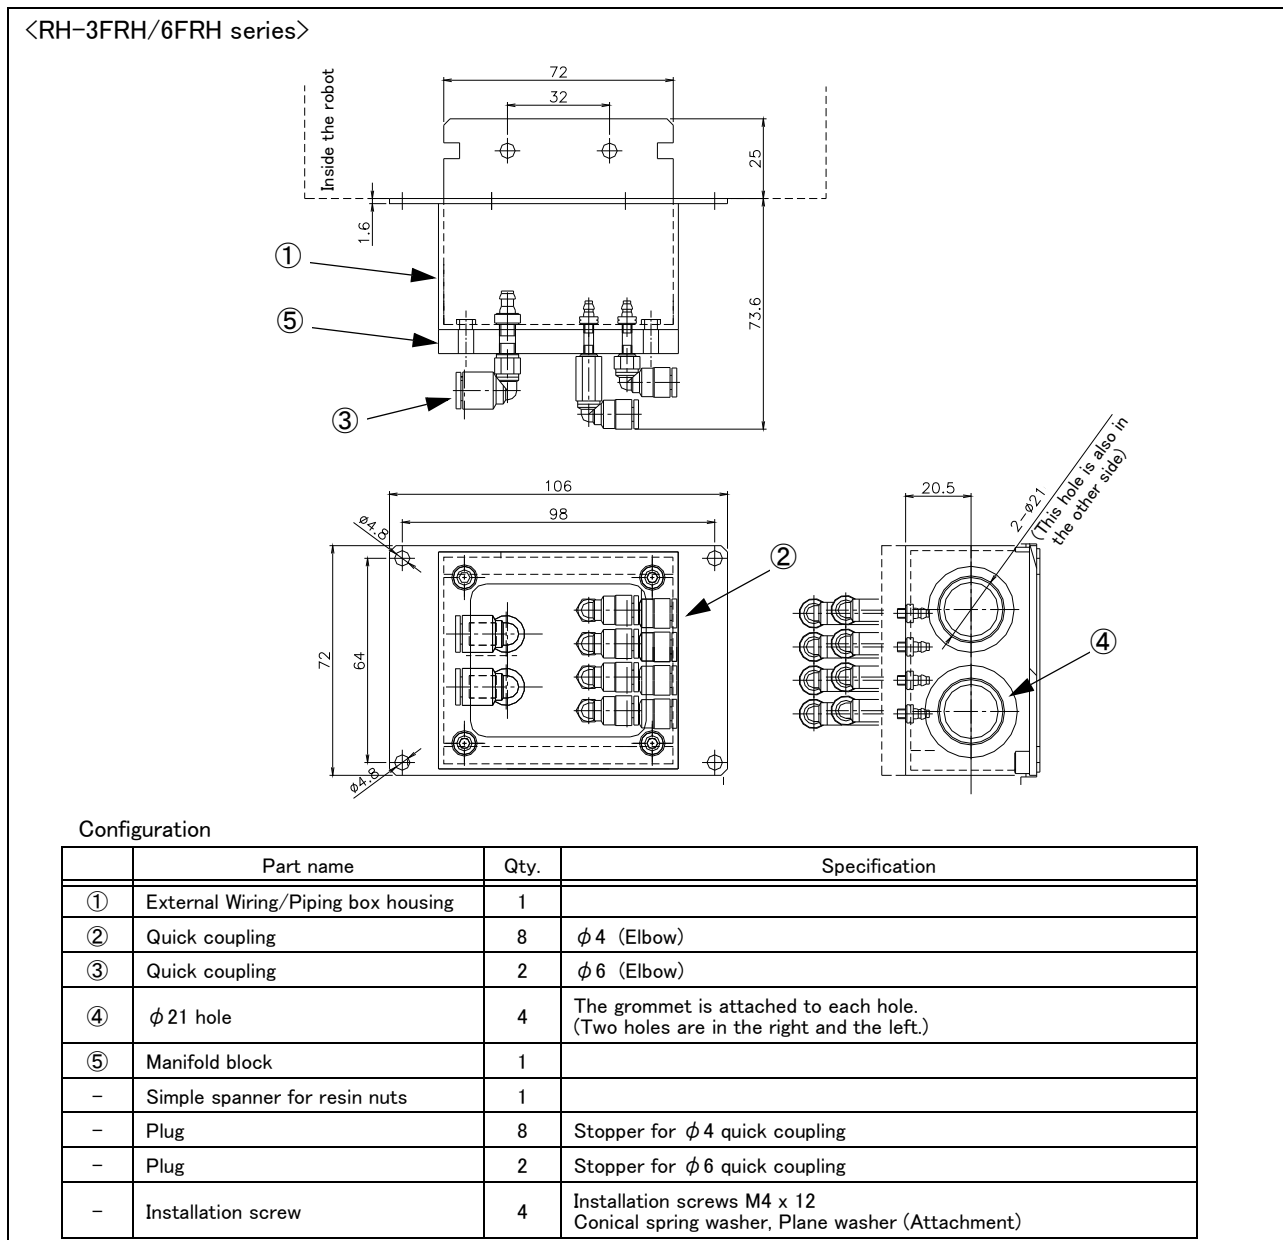 <RH-3FRH/6FRH series>
Inside the robot
72
32
25
1.6
①
73.6
⑤
③
106
98
φ4.8
②
72
64
φ4.8
20.5
2-φ21
(This hole is also in
the other side)
④
Configuration
Part name Qty. Specification
① External Wiring/Piping box housing 1
② Quick coupling 8 φ4 (Elbow)
③ Quick coupling 2 φ6 (Elbow)
④ φ21 hole 4 The grommet is attached to each hole.
(Two holes are in the right and the left.)
⑤ Manifold block 1
- Simple spanner for resin nuts 1
- Plug 8 Stopper for φ4 quick coupling
- Plug 2 Stopper for φ6 quick coupling
- Installation screw 4 Installation screws M4 x 12
Conical spring washer, Plane washer (Attachment)